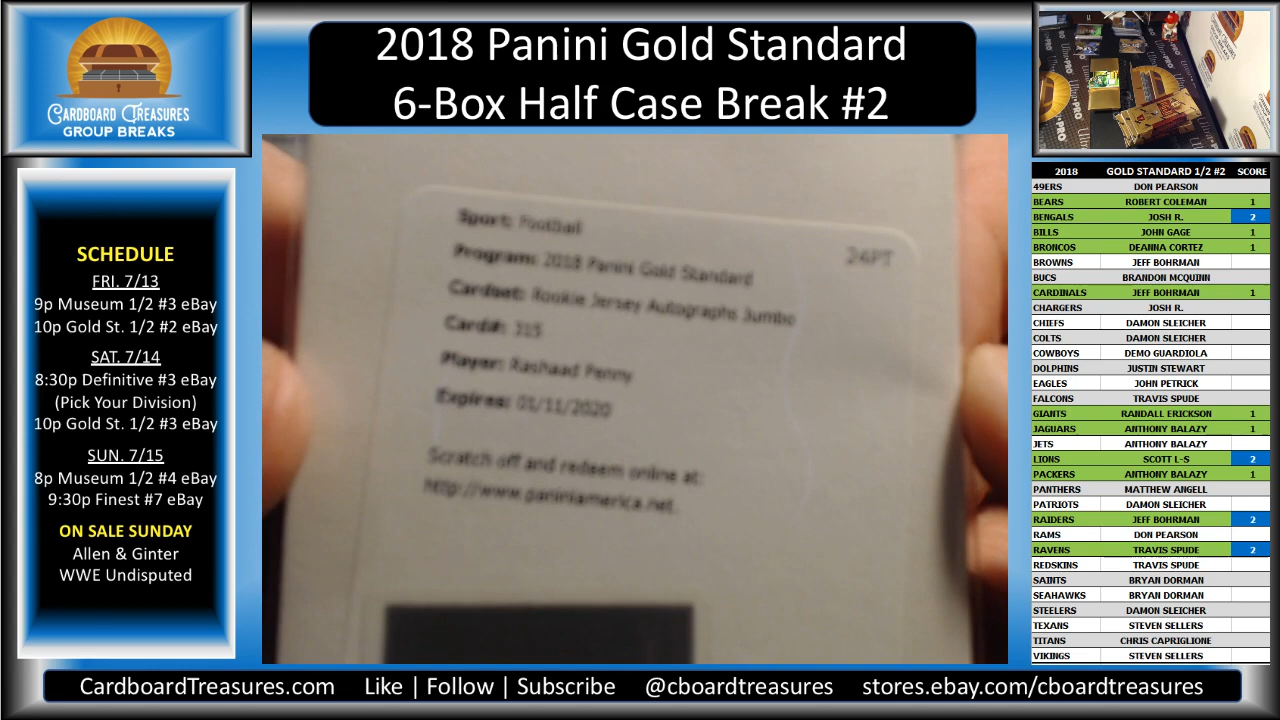 CARDBOARD TREASURES
GROUP BREAKS
2018 Panini Gold Standard
6-Box Half Case Break #2
SCHEDULE
FRI. 7/13
9p Museum 1/2 #3 eBay
10p Gold St. 1/2 #2 eBay
SAT. 7/14
8:30p Definitive #3 eBay
(Pick Your Division)
10p Gold St. 1/2 #3 eBay
SUN. 7/15
8p Museum 1/2 #4 eBay
9:30p Finest #7 eBay
ON SALE SUNDAY
Allen & Ginter
WWE Undisputed
Sport: Football
24PT
Program: 2018 Panini Gold Standard
Cardset: Rookie Jersey Autographs Jumbo
Card#: 315
Player: Rashaad Penny
Expires: 01/11/2020
Scratch off and redeem online at:
http://www.paniniamerica.net.
2018 GOLD STANDARD 1/2 #2 SCORE
49ERS DON PEARSON
BEARS ROBERT COLEMAN 1
BENGALS JOSH R. 2
BILLS JOHN GAGE 1
BRONCOS DEANNA CORTEZ 1
BROWNS JEFF BOHRMAN
BUCS BRANDON MCQUINN
CARDINALS JEFF BOHRMAN 1
CHARGERS JOSH R.
CHIEFS DAMON SLEICHER
COLTS DAMON SLEICHER
COWBOYS DEMO GUARDIOLA
DOLPHINS JUSTIN STEWART
EAGLES JOHN PETRICK
FALCONS TRAVIS SPUDE
GIANTS RANDALL ERICKSON 1
JAGUARS ANTHONY BALAZY 1
JETS ANTHONY BALAZY
LIONS SCOTT L-S 2
PACKERS ANTHONY BALAZY 1
PANTHERS MATTHEW ANGELL
PATRIOTS DAMON SLEICHER
RAIDERS JEFF BOHRMAN 2
RAMS DON PEARSON
RAVENS TRAVIS SPUDE 2
REDSKINS TRAVIS SPUDE
SAINTS BRYAN DORMAN
SEAHAWKS BRYAN DORMAN
STEELERS DAMON SLEICHER
TEXANS STEVEN SELLERS
TITANS CHRIS CAPRIGLIONE
VIKINGS STEVEN SELLERS
CardboardTreasures.com Like | Follow | Subscribe @cboardtreasures stores.ebay.com/cboardtreasures